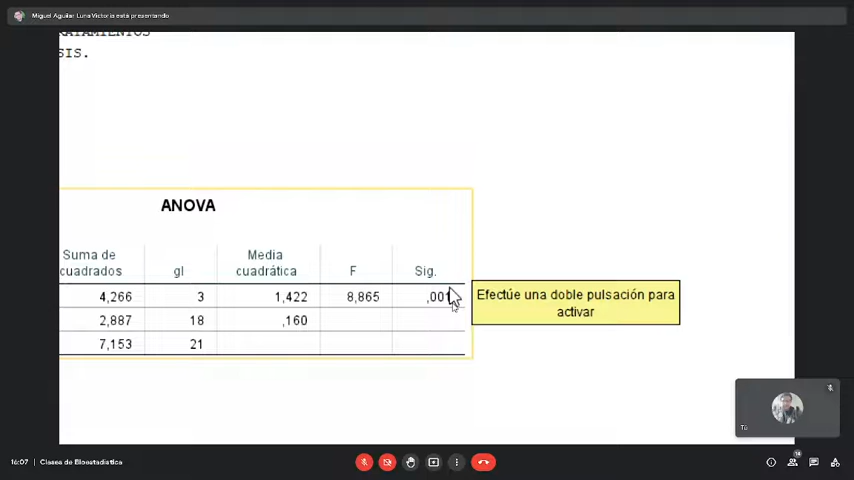 Miguel Aguilar Luna Victoria está presentando
RATAMIENTOS
SIS.
ANOVA
Suma de cuadrados gl Media cuadrática F Sig.
4,266 3 1,422 8,865 ,001
2,887 18 ,160
7,153 21
Efectúe una doble pulsación para
activar
Tú
16:07 | Clases de Bioestadística
14